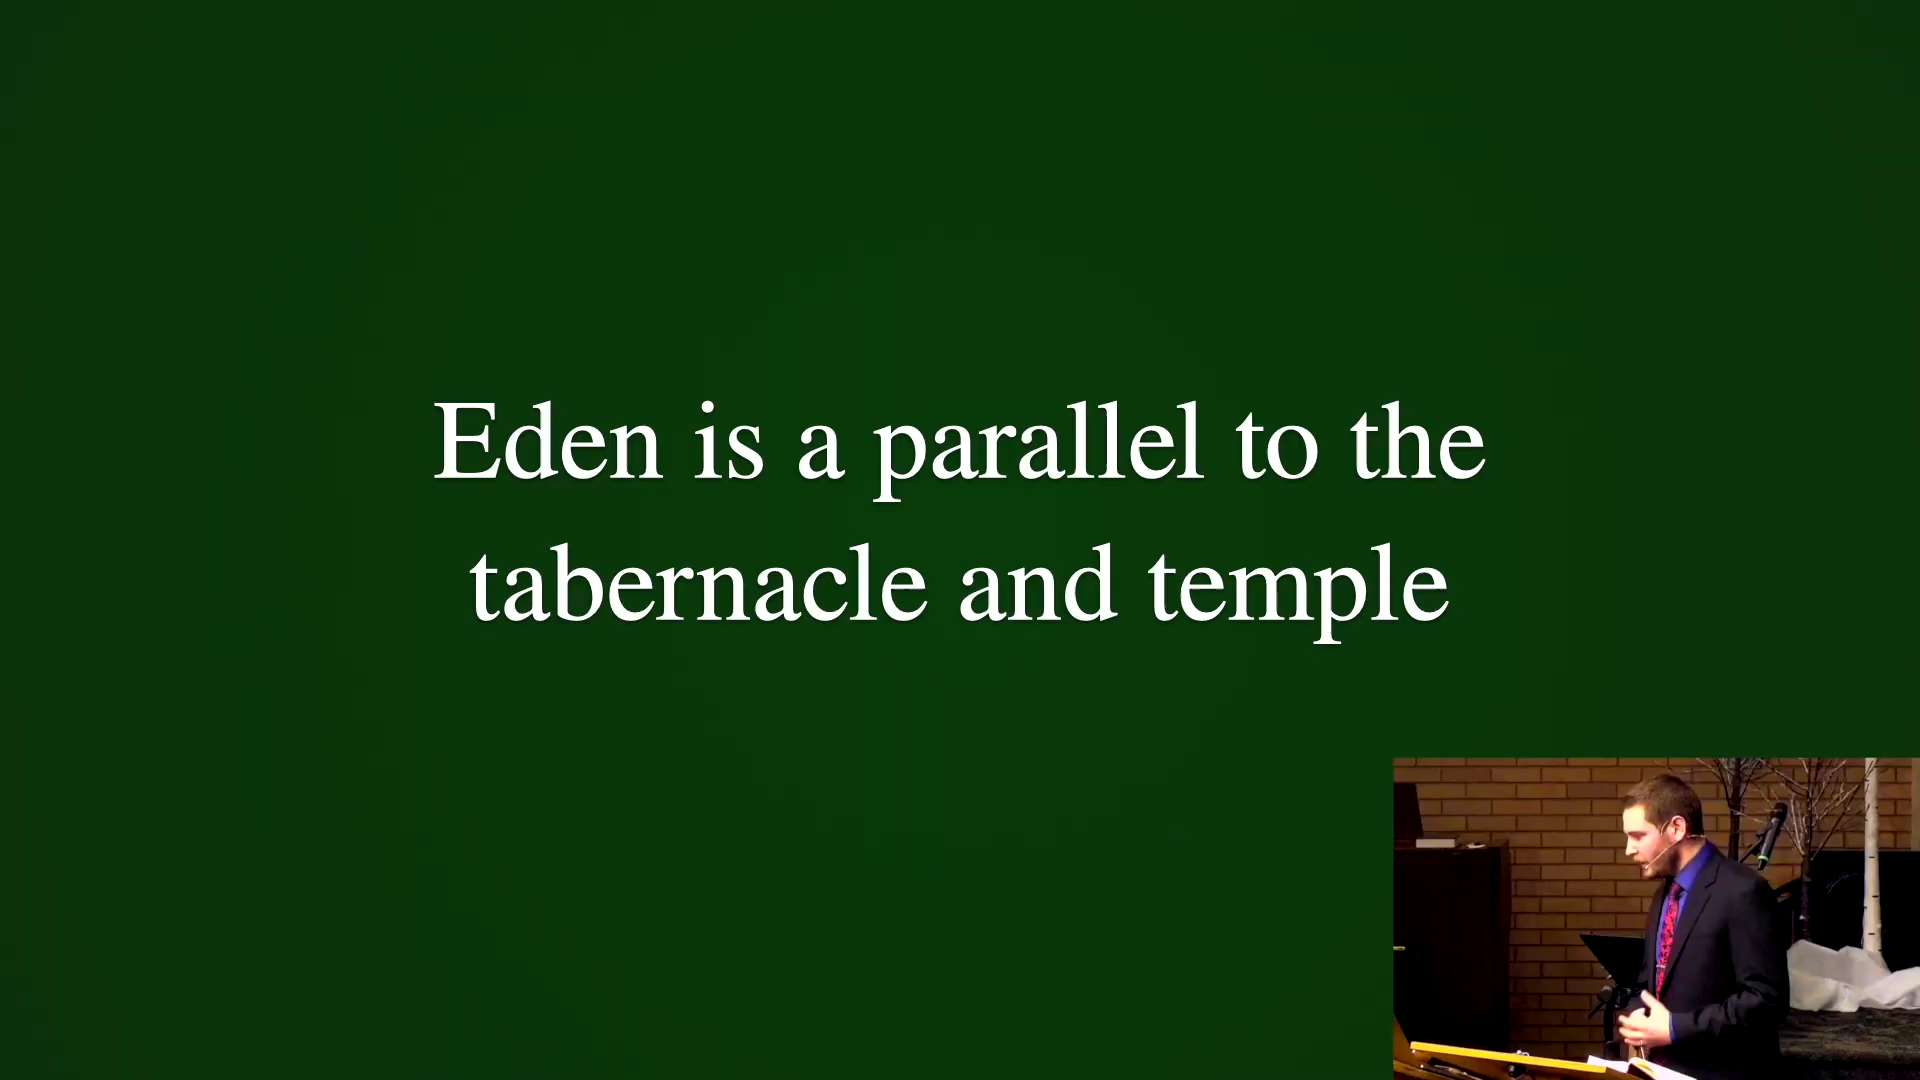 Eden is a parallel to the
tabernacle and temple